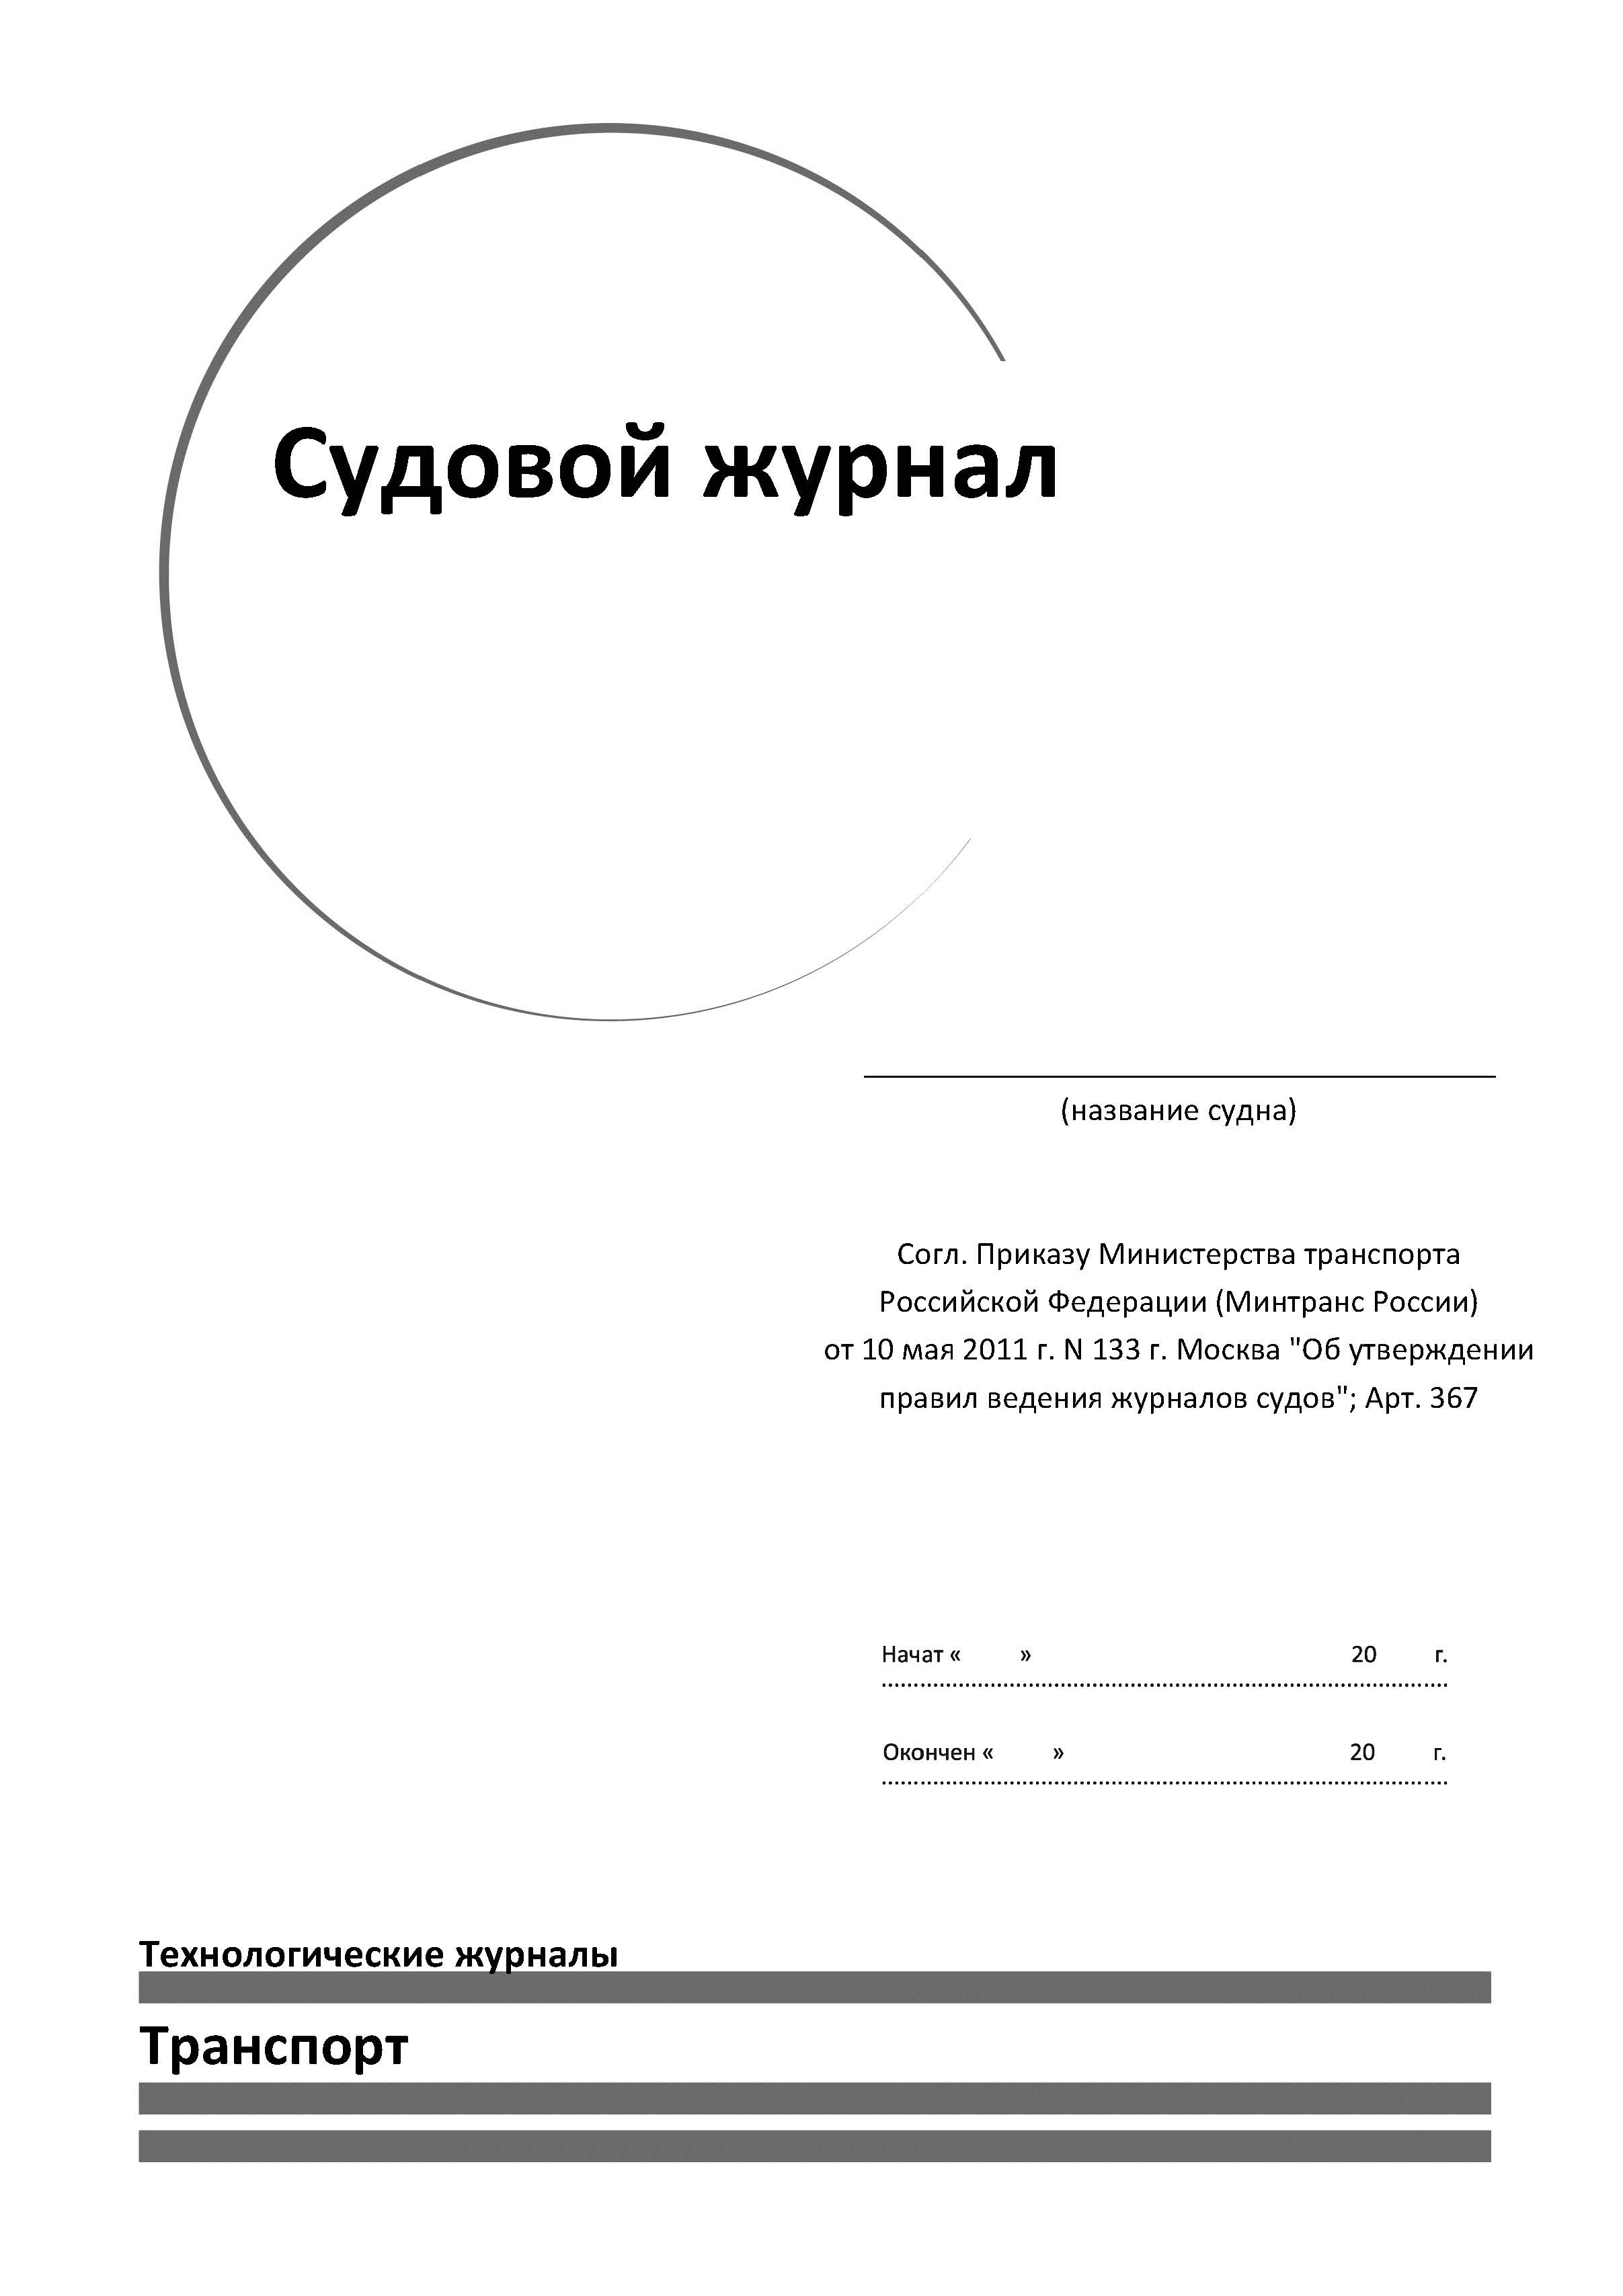 Судовой журнал
(название судна)
Согл. Приказу Министерства транспорта
Российской Федерации (Минтранс России)
от 10 мая 2011 г. N 133 г. Москва "Об утверждении
правил ведения журналов судов"; Арт. 367
Начат « » 20 г.
Окончен « » 20 г.
Технологические журналы
Транспорт